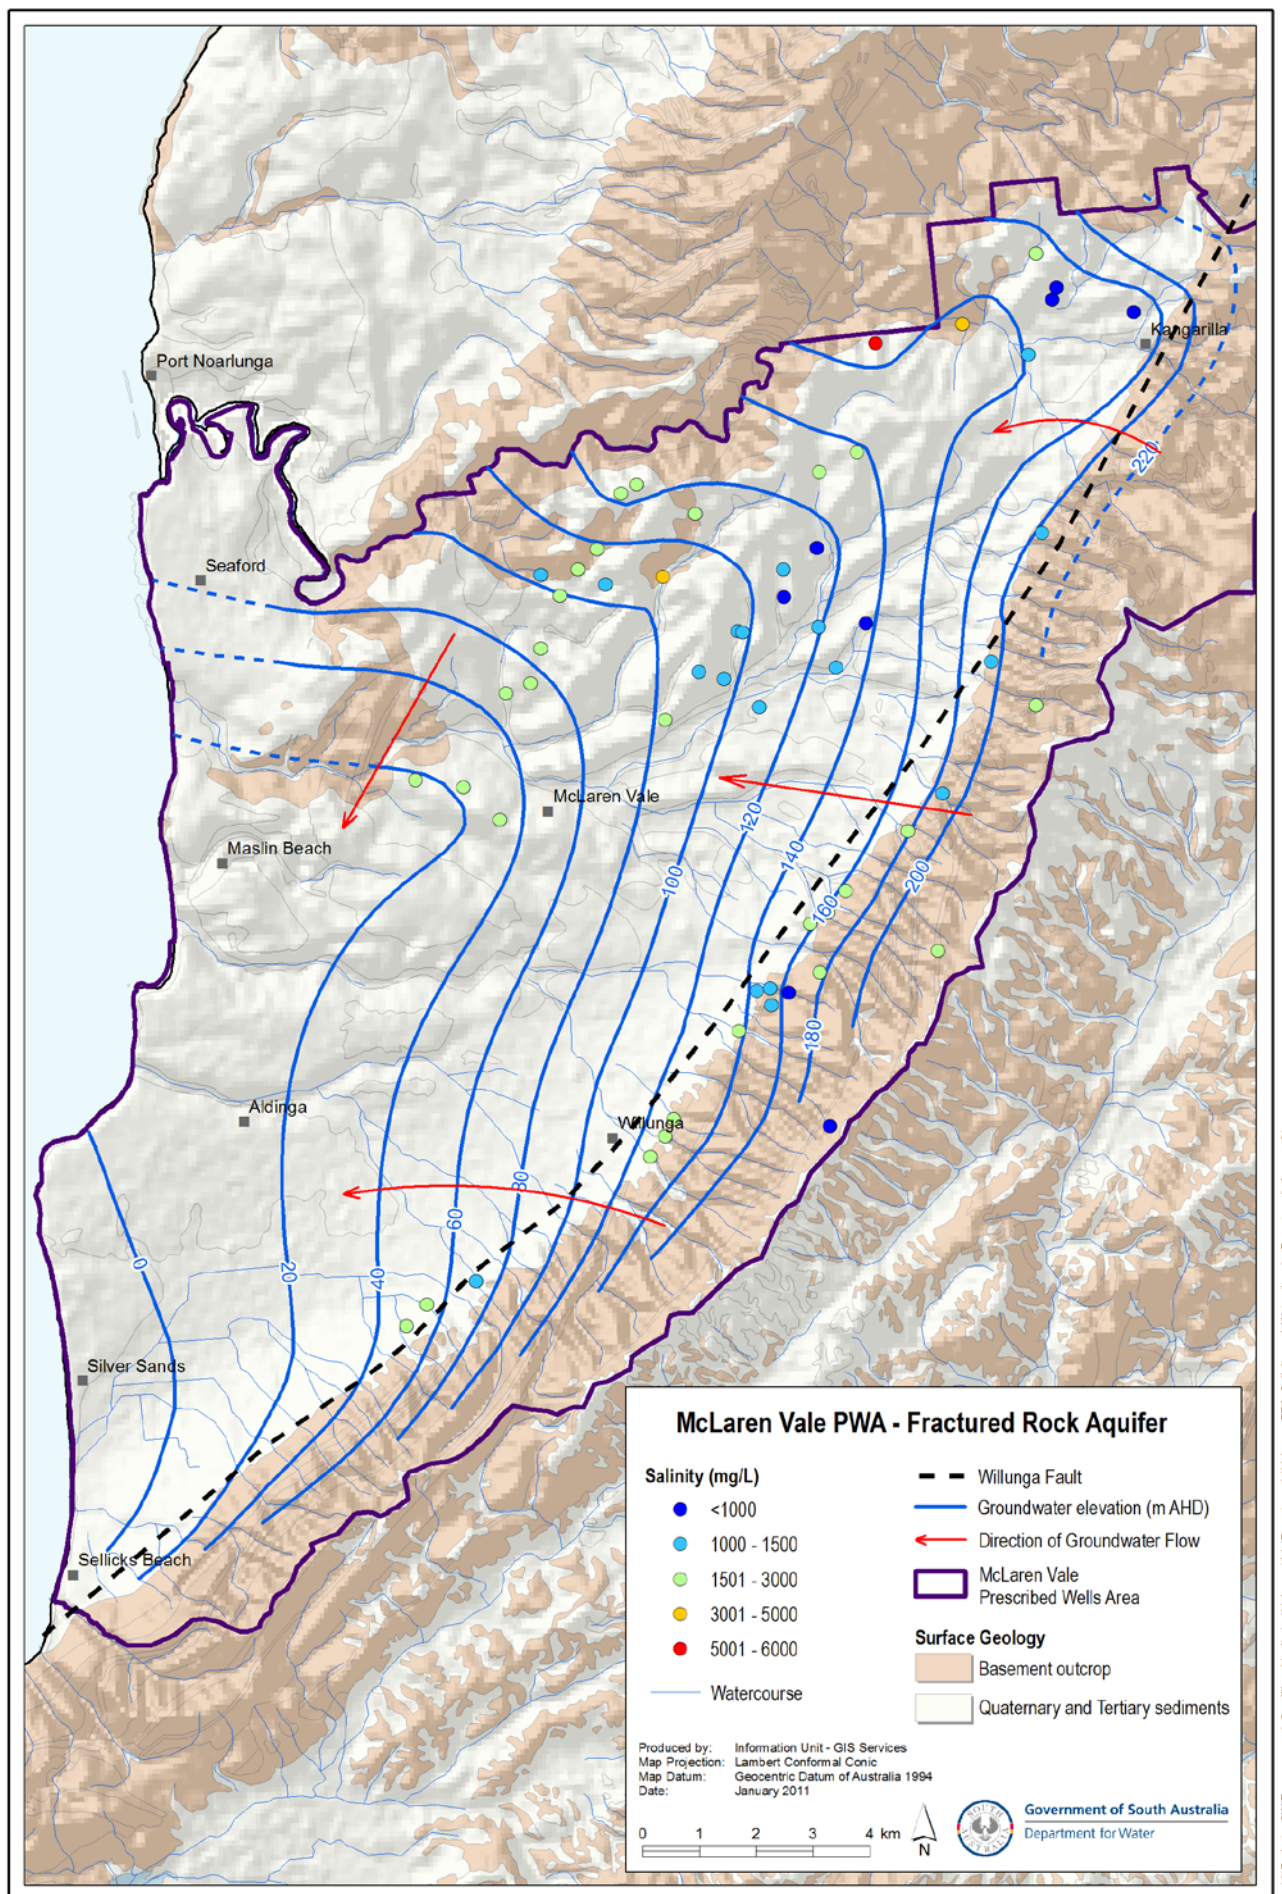 Port Noarlunga
Kangarilla
220
Seaford
McLaren Vale
Maslin Beach
120
140
100
200
160
180
Aldinga
Willunga
80
60
0
20
40
Silver Sands
Sellicks Beach
McLaren Vale PWA - Fractured Rock Aquifer
Salinity (mg/L)
<1000
1000 - 1500
1501 - 3000
3001 - 5000
5001 - 6000
Watercourse
Willunga Fault
Groundwater elevation (m AHD)
Direction of Groundwater Flow
McLaren Vale
Prescribed Wells Area
Surface Geology
Basement outcrop
Quaternary and Tertiary sediments
Produced by: Information Unit - GIS Services
Map Projection: Lambert Conformal Conic
Map Datum: Geocentric Datum of Australia 1994
Date: January 2011
0 1 2 3 4 km
N
SOUTH
AUSTRALIA
Government of South Australia
Department for Water